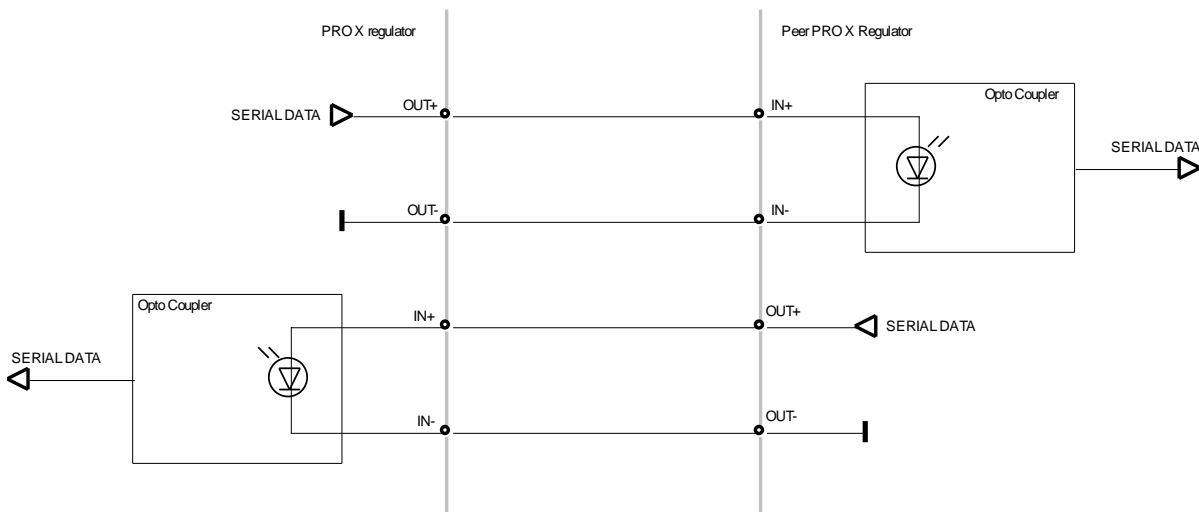 PRO X regulator
Peer PRO X Regulator
Opto Coupler
SERIAL DATA
OUT+
IN+
SERIAL DATA
OUT-
IN-
Opto Coupler
IN+
OUT+
SERIAL DATA
SERIAL DATA
IN-
OUT-